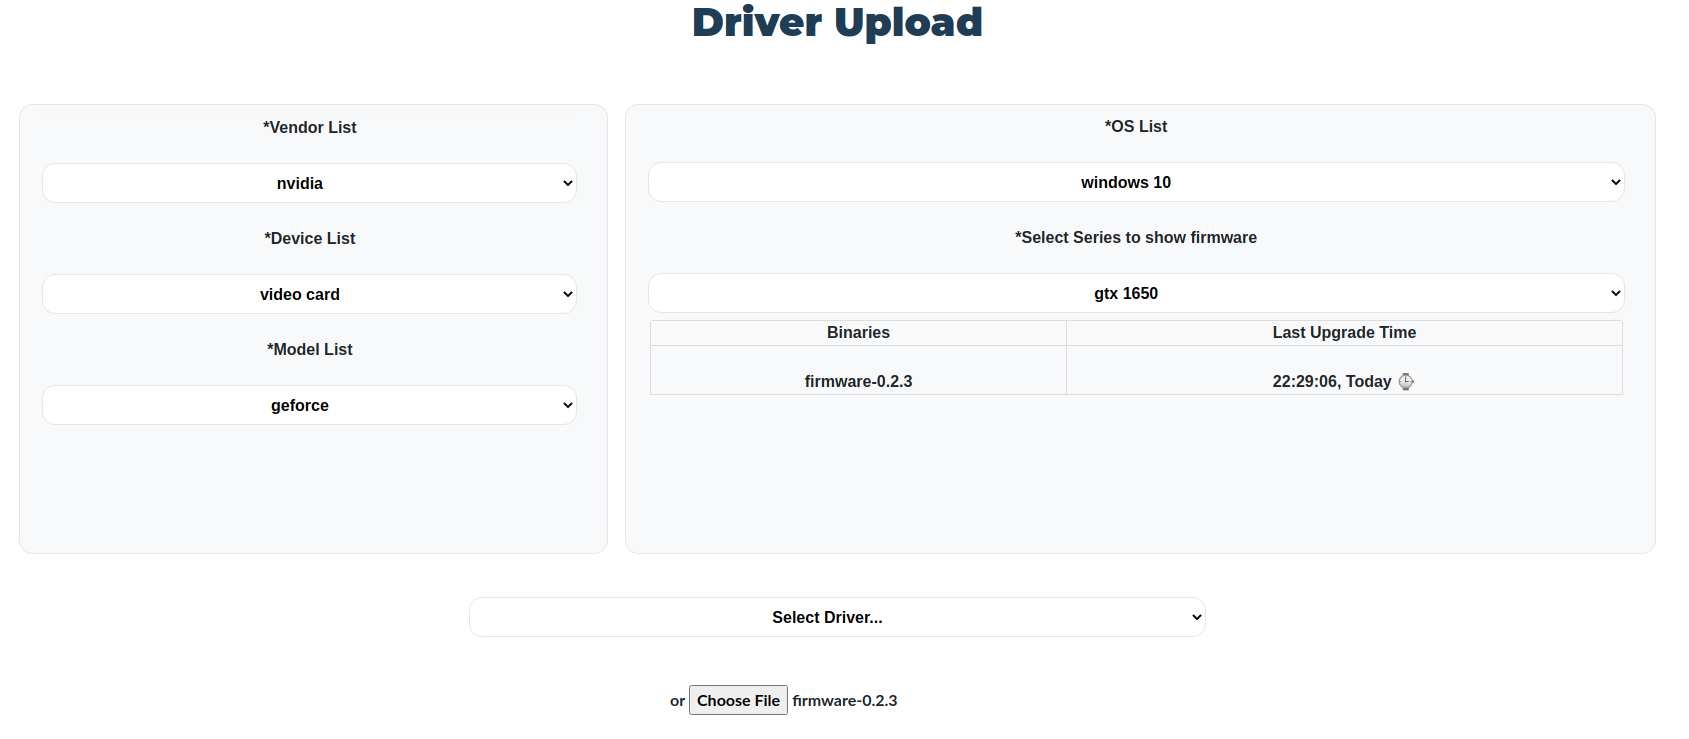 Driver Upload
*Vendor List
nvidia
*Device List
video card
*Model List
geforce
*OS List
windows 10
*Select Series to show firmware
gtx 1650
Binaries Last Upgrade Time
firmware-0.2.3 22:29:06, Today ⌚
Select Driver...
or Choose File firmware-0.2.3